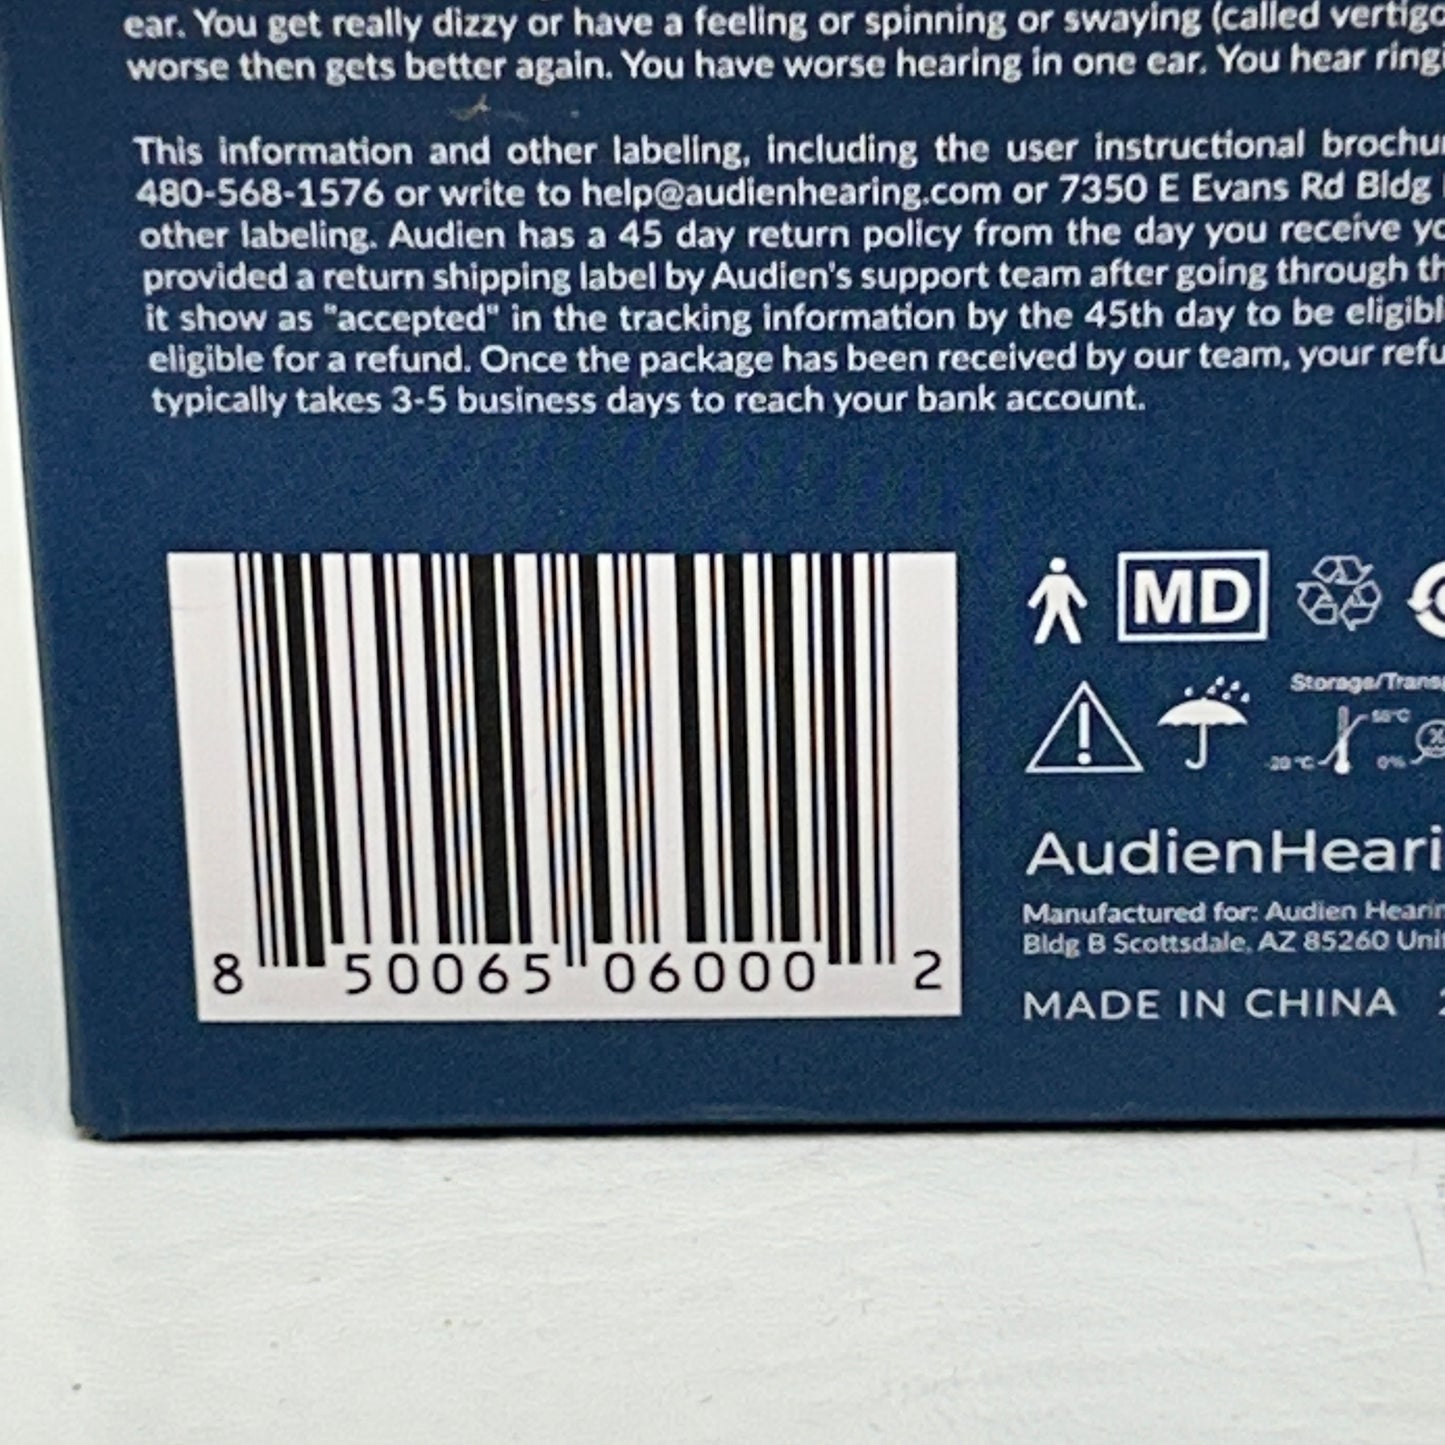 ear. You get really dizzy or have a feeling or spinning or swaying (called vertigo
worse then gets better again. You have worse hearing in one ear. You hear ringi
This information and other labeling, including the user instructional brochu
480-568-1576 or write to help@audienhearing.com or 7350 E Evans Rd Bldg
other labeling. Audien has a 45 day return policy from the day you receive yo
provided a return shipping label by Audien's support team after going through th
it show as "accepted" in the tracking information by the 45th day to be eligibl
eligible for a refund. Once the package has been received by our team, your refu
typically takes 3-5 business days to reach your bank account.
MD
Storage/Trans
55°C
-20°C 0%
AudienHeari
Manufactured for: Audien Hearin
Bldg B Scottsdale, AZ 85260 Unit
MADE IN CHINA
8 50065 06000 2